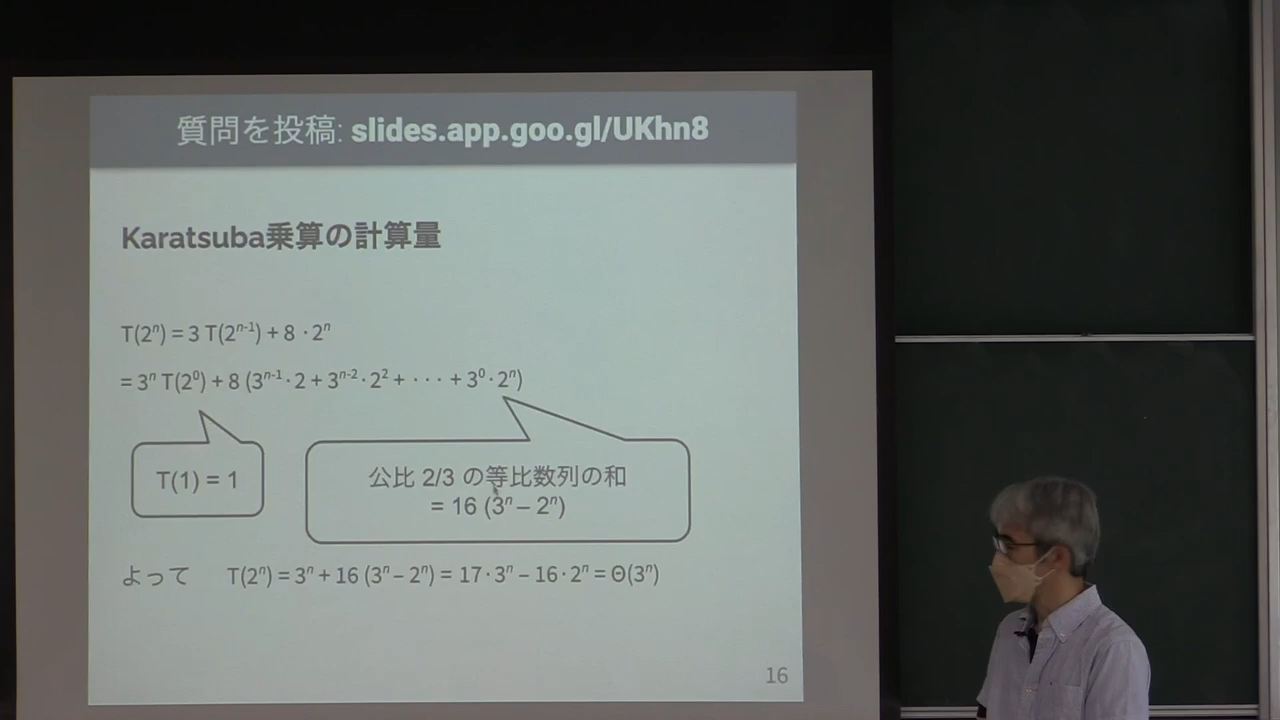 質問を投稿: slides.app.goo.gl/UKhn8
Karatsuba乗算の計算量
T(2ⁿ) = 3 T(2ⁿ⁻¹) + 8 · 2ⁿ
= 3ⁿ T(2⁰) + 8 (3ⁿ⁻¹ · 2 + 3ⁿ⁻² · 2² + · · · + 3⁰ · 2ⁿ)
T(1) = 1
公比 2/3 の等比数列の和
= 16 (3ⁿ – 2ⁿ)
よって T(2ⁿ) = 3ⁿ + 16 (3ⁿ – 2ⁿ) = 17 · 3ⁿ – 16 · 2ⁿ = Θ(3ⁿ)
16